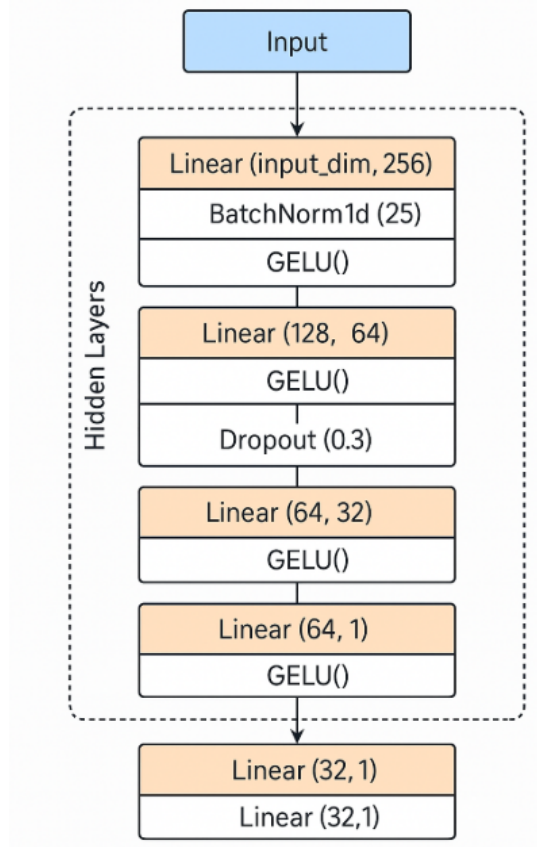 Input
Hidden Layers
Linear (input_dim, 256)
BatchNorm1d (25)
GELU()
Linear (128, 64)
GELU()
Dropout (0.3)
Linear (64, 32)
GELU()
Linear (64, 1)
GELU()
Linear (32, 1)
Linear (32,1)